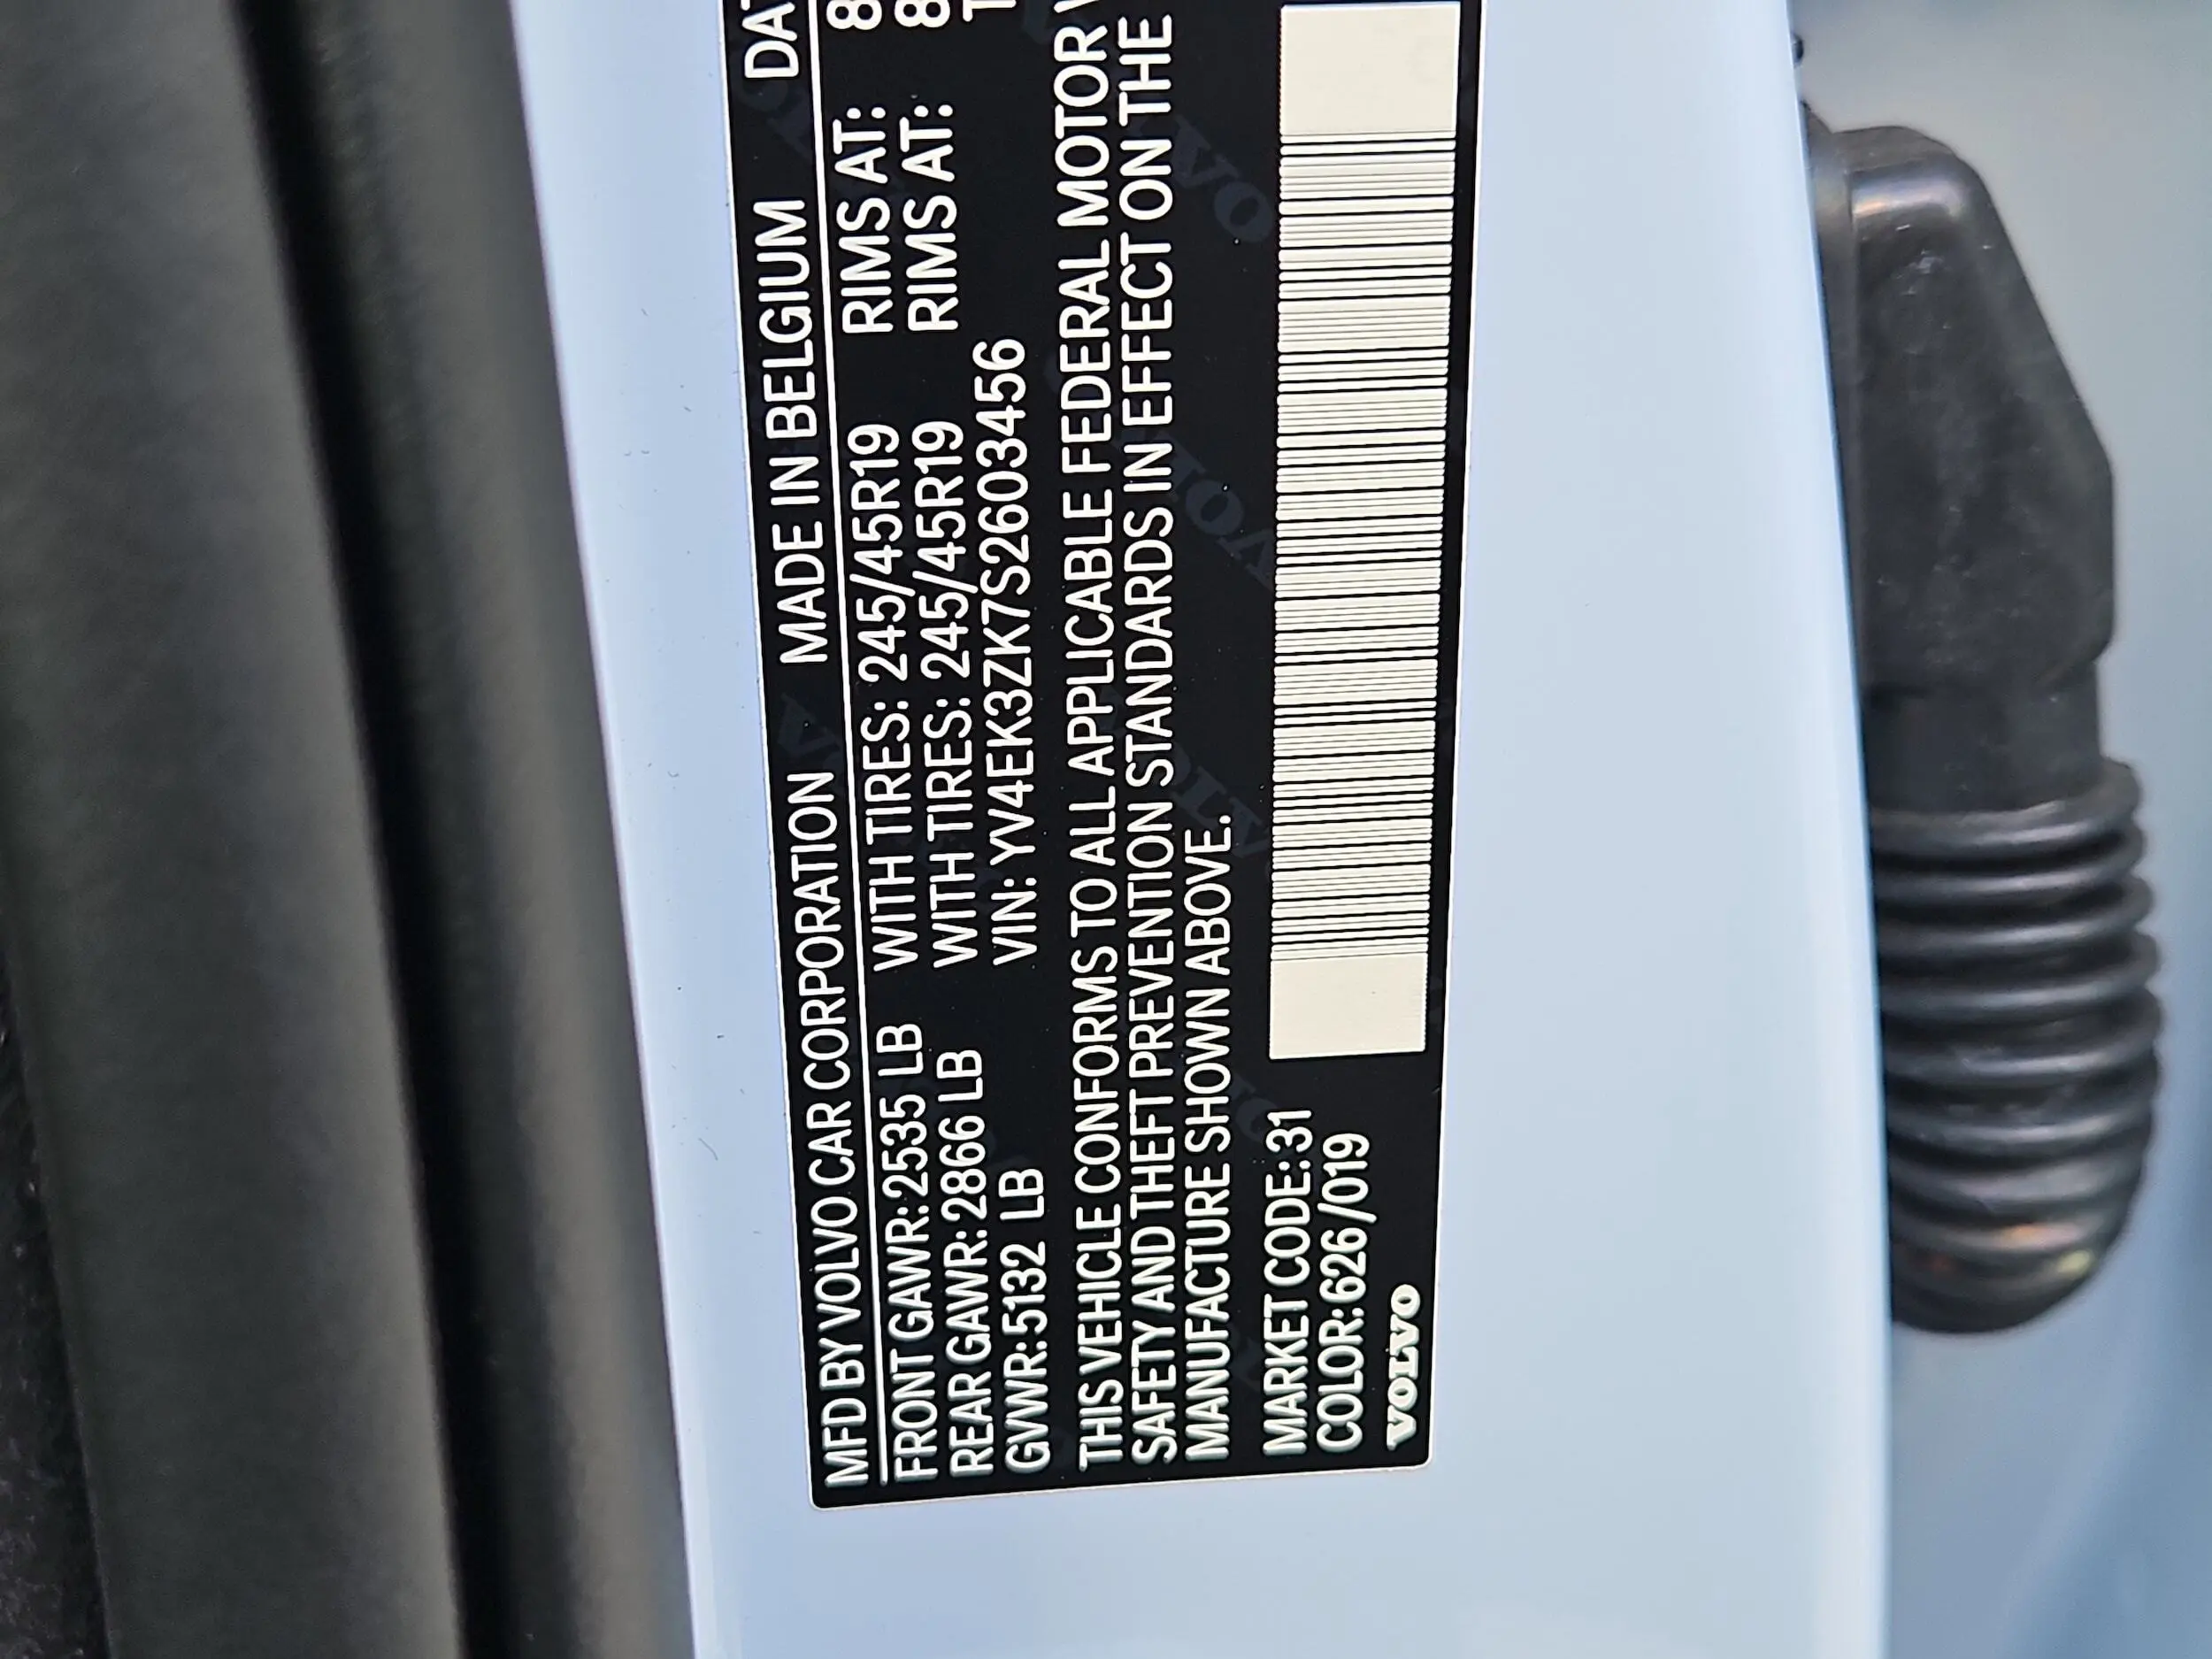 MFD BY VOLVO CAR CORPORATION MADE IN BELGIUM
FRONT GAWR:2535 LB WITH TIRES: 245/45R19 RIMS AT: 8
REAR GAWR:2866 LB WITH TIRES: 245/45R19 RIMS AT: 8
GVWR:5132 LB VIN: YV4EK3ZK7S2603456
THIS VEHICLE CONFORMS TO ALL APPLICABLE FEDERAL MOTOR
SAFETY AND THEFT PREVENTION STANDARDS IN EFFECT ON THE
MANUFACTURE SHOWN ABOVE.
MARKET CODE:31
COLOR:626/019
VOLVO